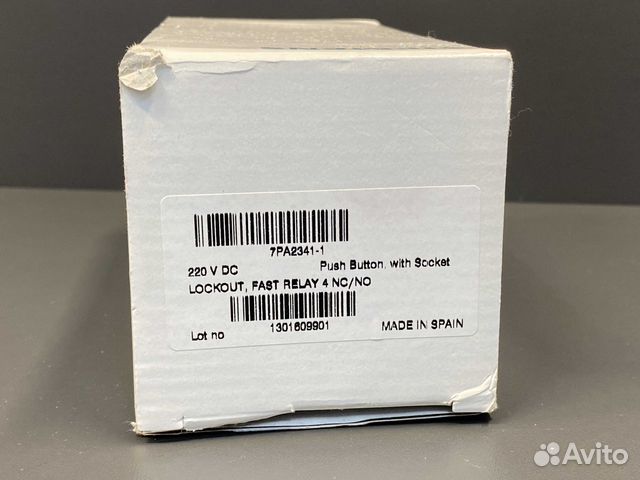 7PA2341-1
220 V DC Push Button, with Socket
LOCKOUT, FAST RELAY 4 NC/NO
Lot no 1301609901 MADE IN SPAIN
Avito